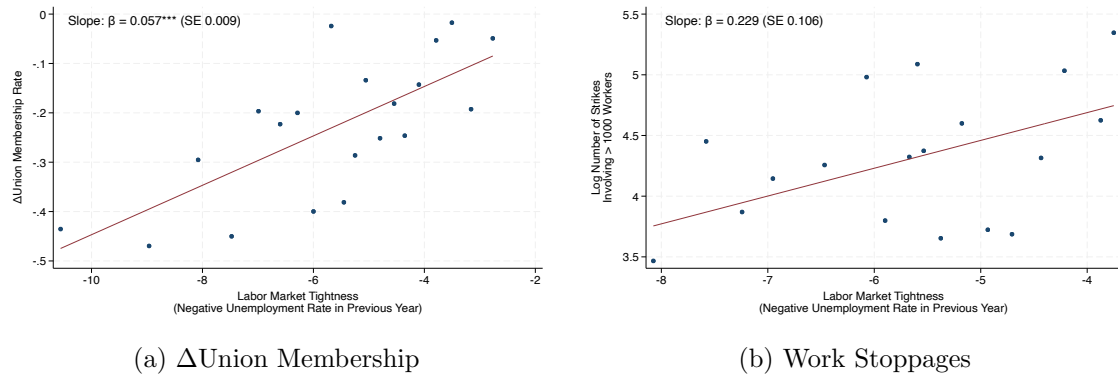 Slope: β = 0.057*** (SE 0.009)
0
-.1
-.2
-.3
-.4
-.5
ΔUnion Membership Rate
-10
-8
-6
-4
-2
Labor Market Tightness
(Negative Unemployment Rate in Previous Year)
(a) ΔUnion Membership
Slope: β = 0.229 (SE 0.106)
5.5
5
4.5
4
3.5
Log Number of Strikes
Involving > 1000 Workers
-8
-7
-6
-5
-4
Labor Market Tightness
(Negative Unemployment Rate in Previous Year)
(b) Work Stoppages